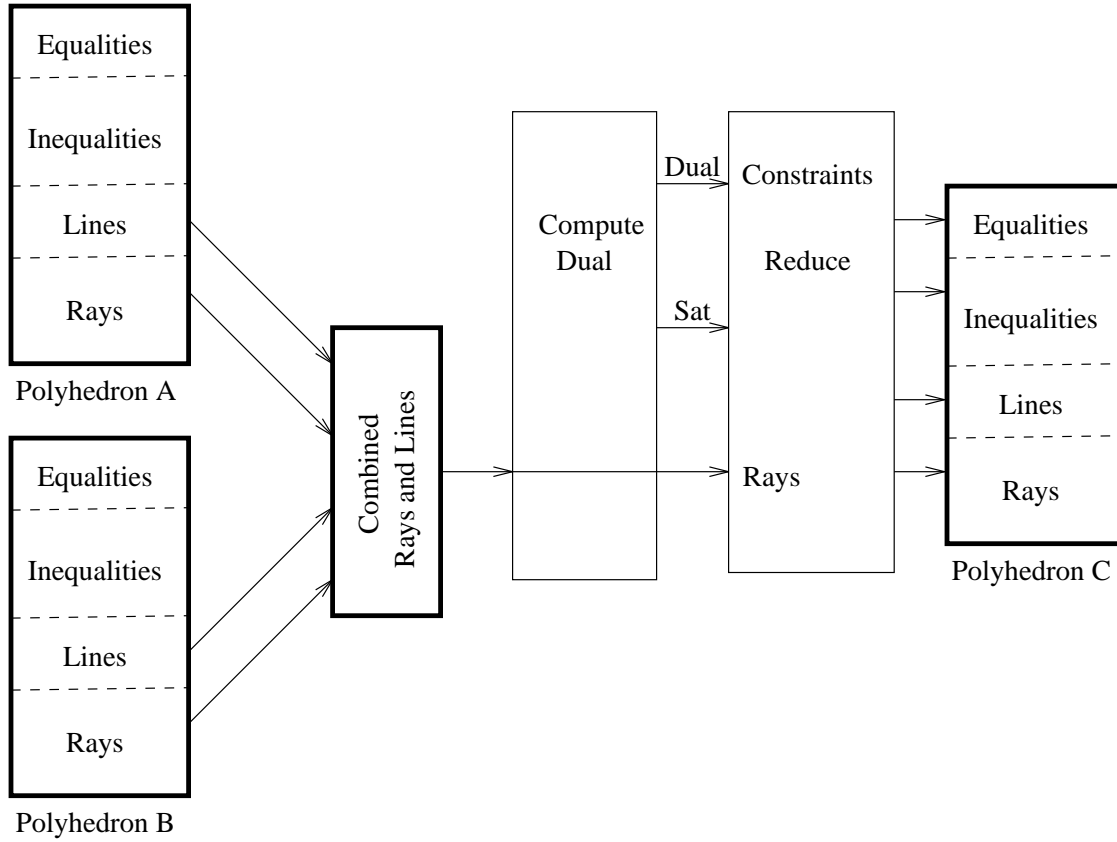 Equalities
Inequalities
Lines
Rays
Polyhedron A
Equalities
Inequalities
Lines
Rays
Polyhedron B
Combined
Rays and Lines
Compute
Dual
Dual
Sat
Constraints
Reduce
Rays
Equalities
Inequalities
Lines
Rays
Polyhedron C